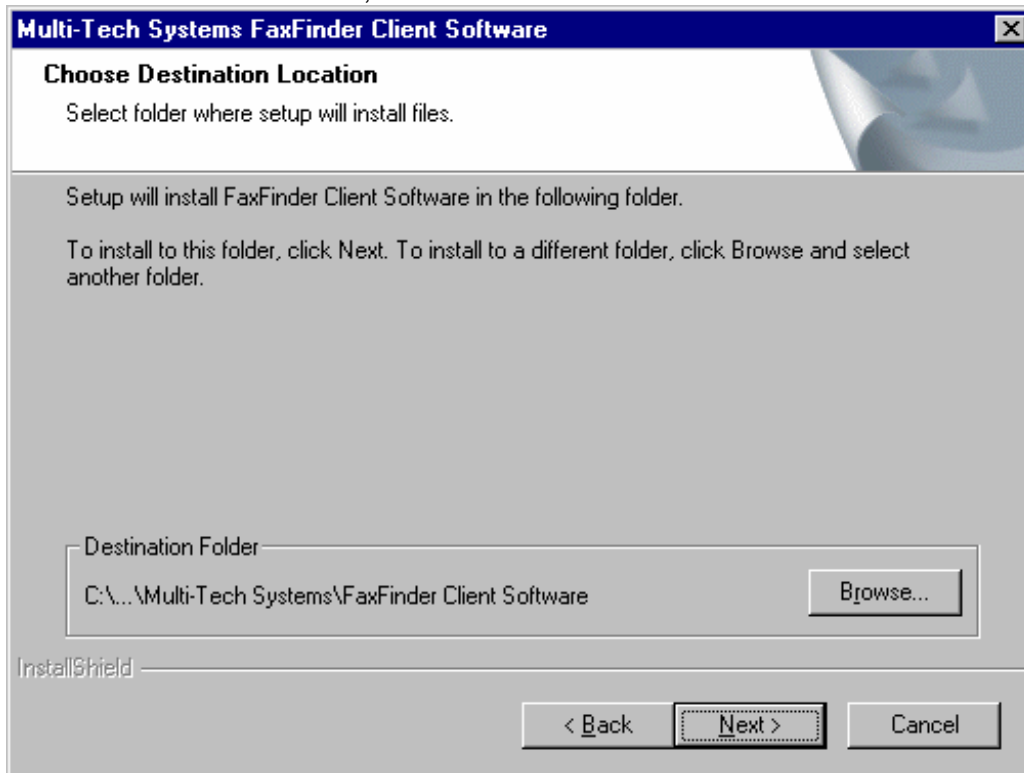 Multi-Tech Systems FaxFinder Client Software
Choose Destination Location
Select folder where setup will install files.
Setup will install FaxFinder Client Software in the following folder.
To install to this folder, click Next. To install to a different folder, click Browse and select
another folder.
Destination Folder
C:\...\Multi-Tech Systems\FaxFinder Client Software
Browse...
InstallShield
< Back
Next >
Cancel